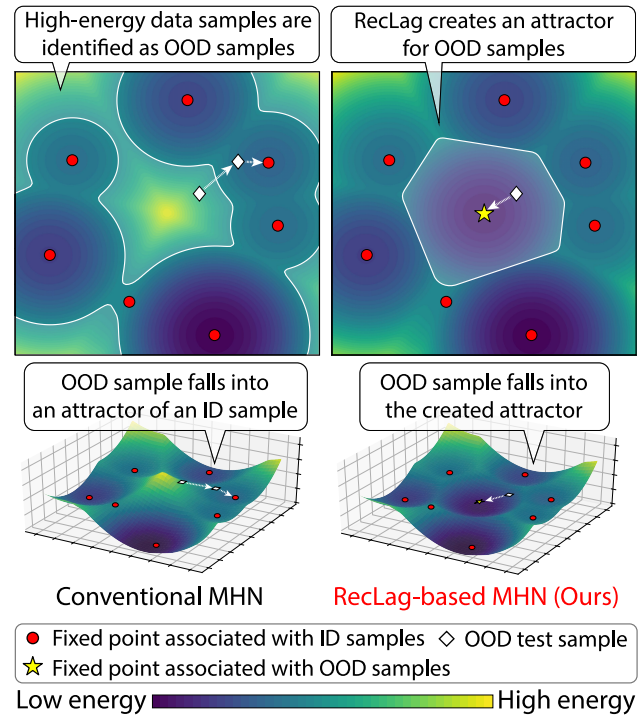 High-energy data samples are
identified as OOD samples
RecLag creates an attractor
for OOD samples
OOD sample falls into
an attractor of an ID sample
OOD sample falls into
the created attractor
Conventional MHN
RecLag-based MHN (Ours)
Fixed point associated with ID samples
OOD test sample
Fixed point associated with OOD samples
Low energy
High energy